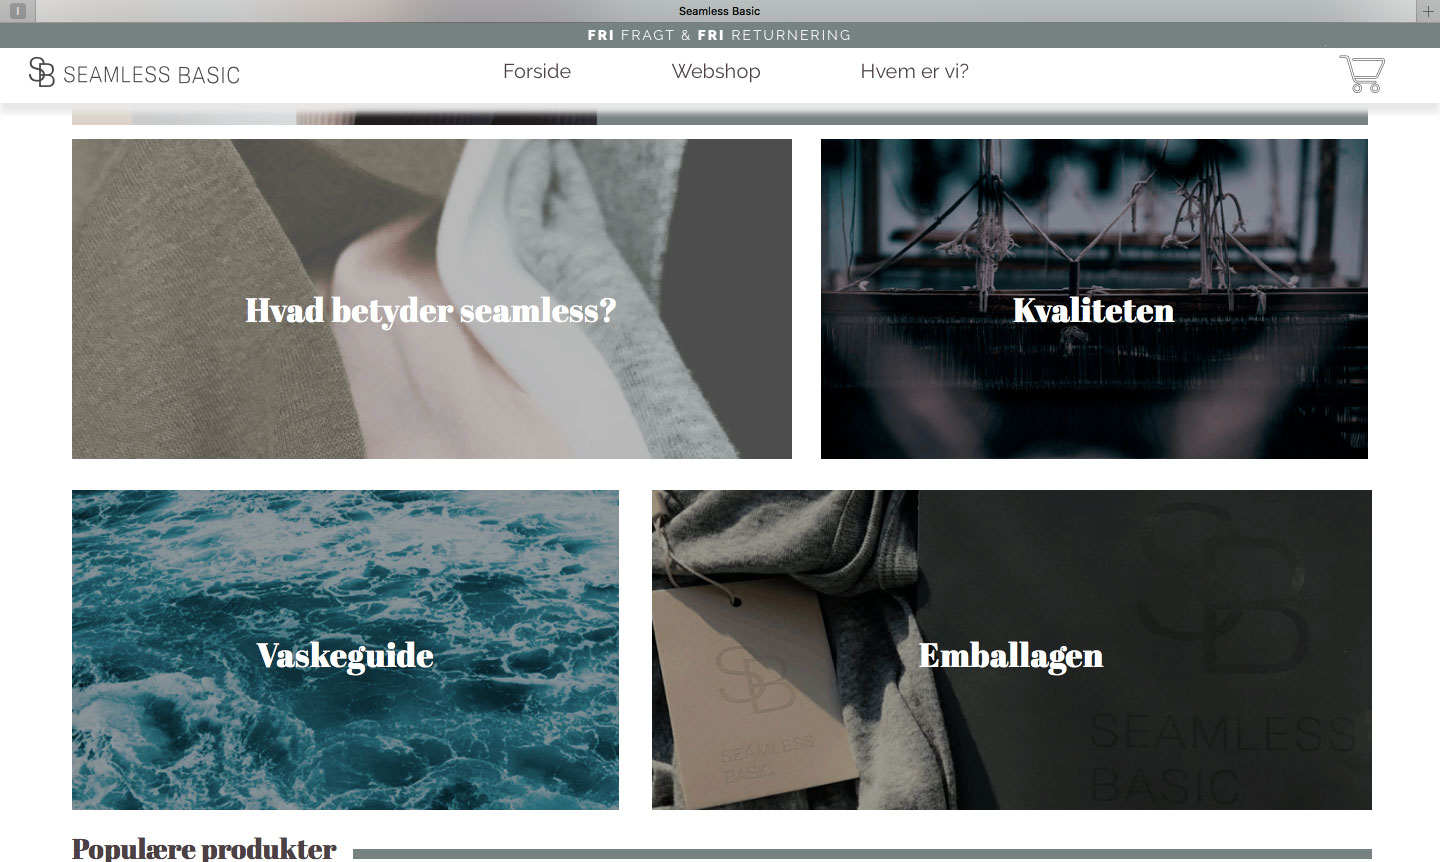 Seamless Basic
FRI FRAGT & FRI RETURNERING
SB SEAMLESS BASIC
Forside
Webshop
Hvem er vi?
Hvad betyder seamless?
Kvaliteten
Vaskeguide
Emballagen
SB
SEAMLESS
BASIC
SB
SEAMLESS
BASIC
Populære produkter